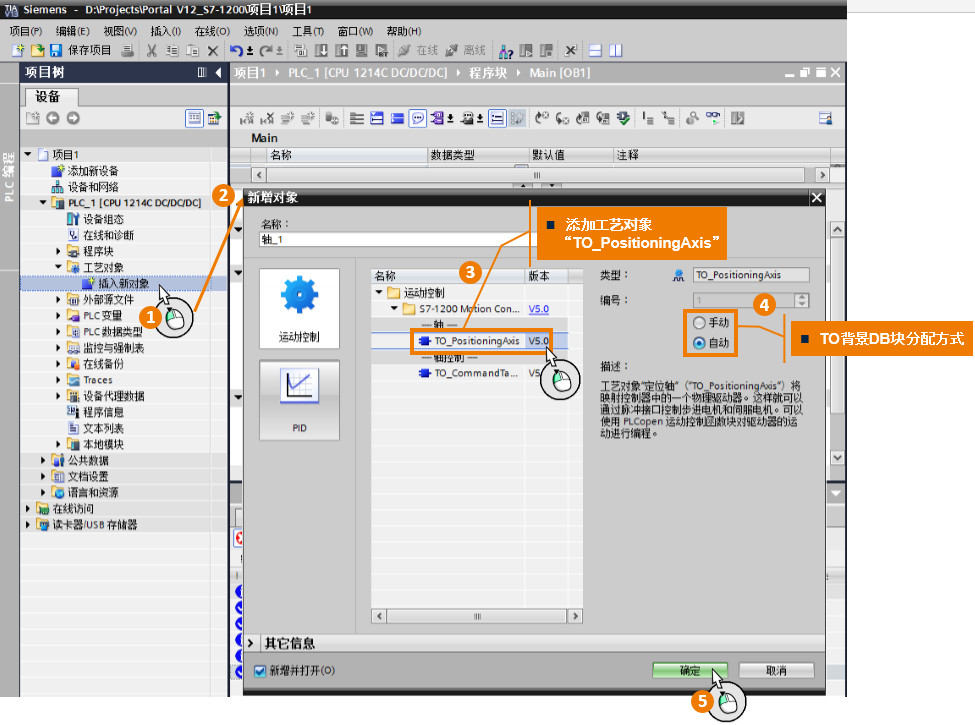 Siemens - D:\Projects\Portal V12_S7-1200\项目1\项目1
项目(P) 编辑(E) 视图(V) 插入(I) 在线(O) 选项(N) 工具(T) 窗口(W) 帮助(H)
保存项目 在线 离线
项目树
项目1 PLC_1 [CPU 1214C DC/DC/DC] 程序块 Main [OB1]
设备
PLC 编程
Main
名称 数据类型 默认值 注释
项目1
添加新设备
设备和网络
PLC_1 [CPU 1214C DC/DC/DC]
设备组态
在线和诊断
程序块
工艺对象
插入新对象
外部源文件
PLC 变量
PLC 数据类型
监控与强制表
在线备份
Traces
设备代理数据
程序信息
文本列表
本地模块
公共数据
文档设置
语言和资源
在线访问
读卡器/USB 存储器
1
2
新增对象
名称：
轴_1
添加工艺对象
“TO_PositioningAxis”
3
运动控制
PID
名称 版本
运动控制
S7-1200 Motion Con... V5.0
轴
TO_PositioningAxis V5.0
轴控制
TO_CommandTa...
类型： TO_PositioningAxis
编号： 1
4
手动
自动
TO背景DB块分配方式
描述：
工艺对象“定位轴”（“TO_PositioningAxis”）将
映射控制器中的一个物理驱动器。这样就可以
通过脉冲接口控制步进电机和伺服电机。可以
使用 PLCopen 运动控制函数块对驱动器的运
动进行编程。
其它信息
新增并打开(O)
确定 取消
5